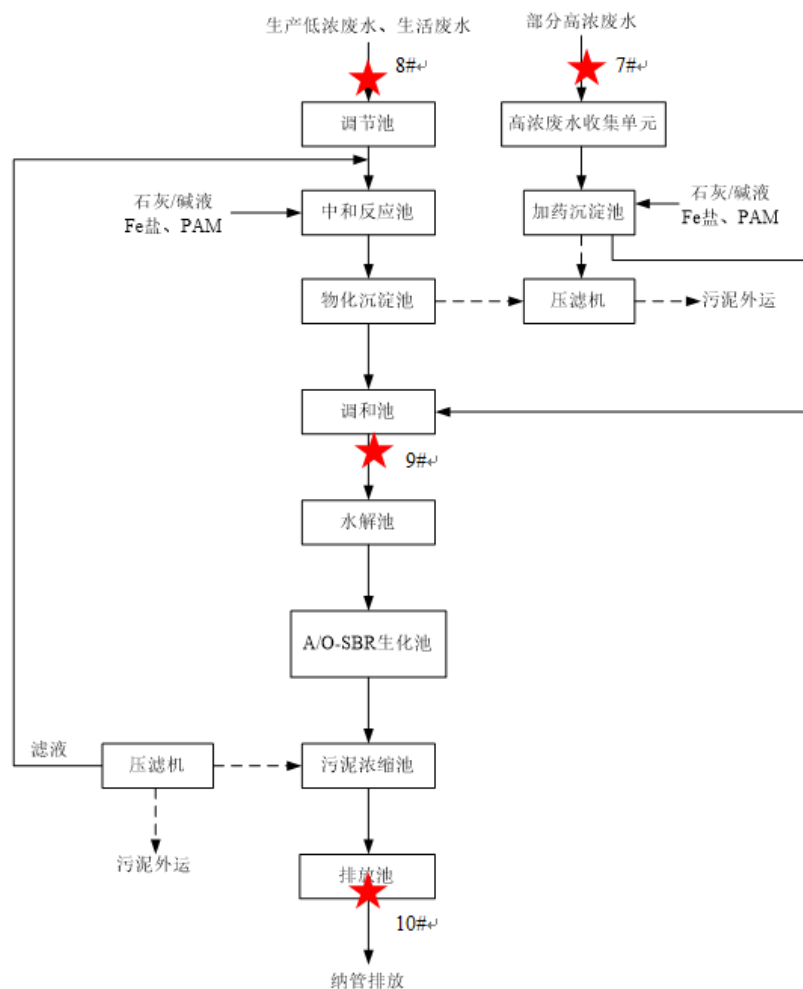 生产低浓废水、生活废水
部分高浓废水
8#
7#
调节池
高浓废水收集单元
石灰/碱液
Fe盐、PAM
中和反应池
加药沉淀池
石灰/碱液
Fe盐、PAM
物化沉淀池
压滤机
污泥外运
调和池
9#
水解池
A/O-SBR生化池
滤液
压滤机
污泥浓缩池
污泥外运
排放池
10#
纳管排放